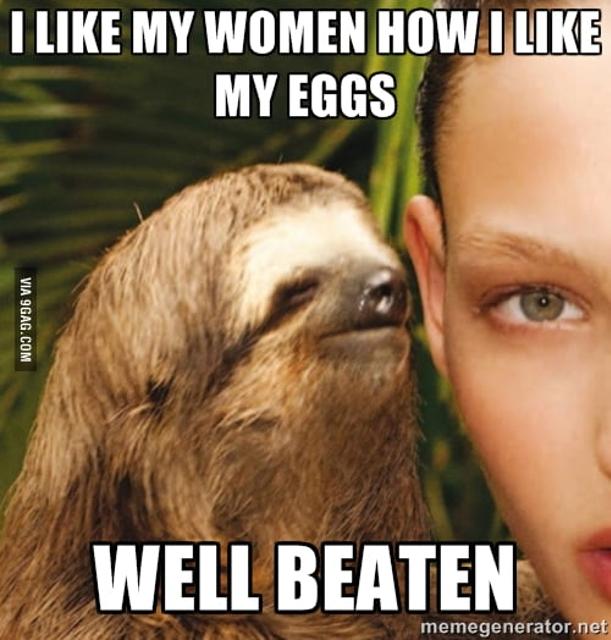 I LIKE MY WOMEN HOW I LIKE
MY EGGS
VIA 9GAG.COM
WELL BEATEN
memegenerator.net